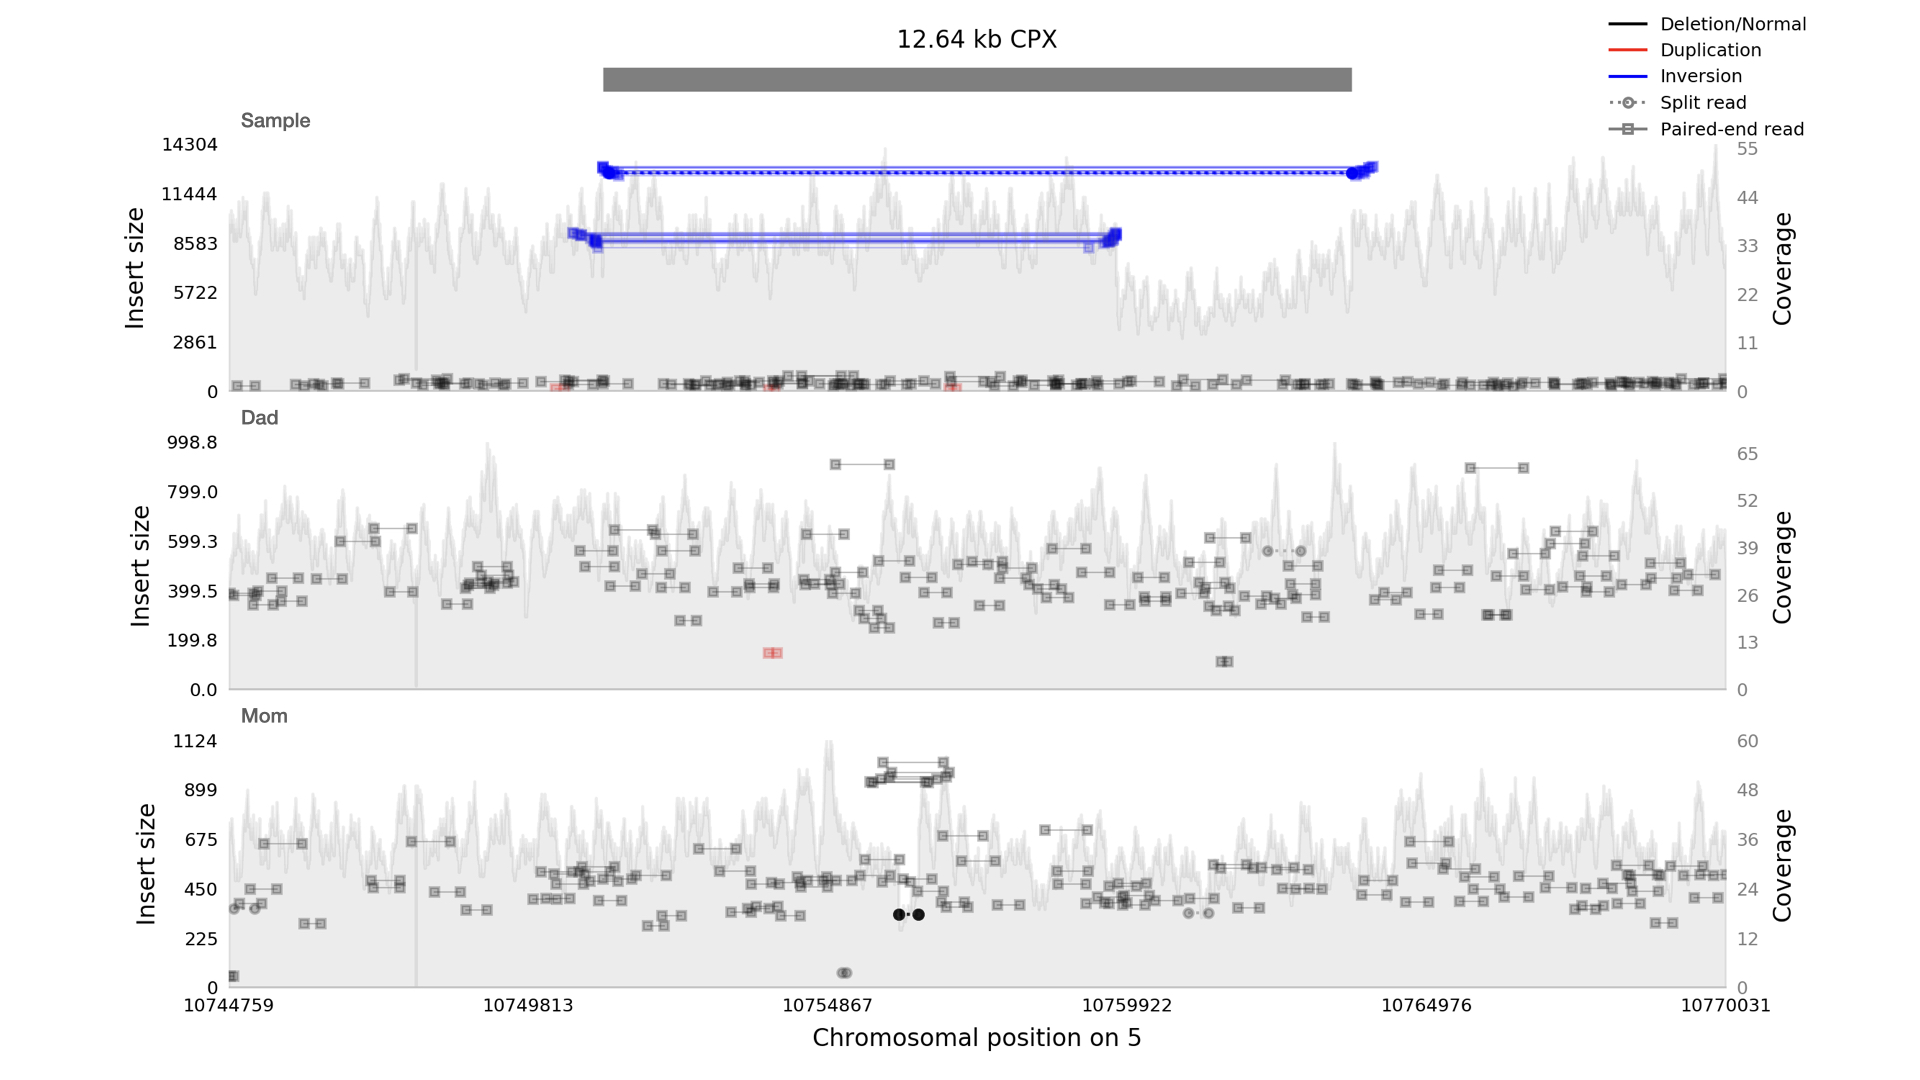 12.64 kb CPX
Deletion/Normal
Duplication
Inversion
Split read
Paired-end read
Sample
14304
11444
8583
5722
2861
0
Insert size
55
44
33
22
11
0
Coverage
Dad
998.8
799.0
599.3
399.5
199.8
0.0
Insert size
65
52
39
26
13
0
Coverage
Mom
1124
899
675
450
225
0
Insert size
60
48
36
24
12
0
Coverage
10744759
10749813
10754867
10759922
10764976
10770031
Chromosomal position on 5